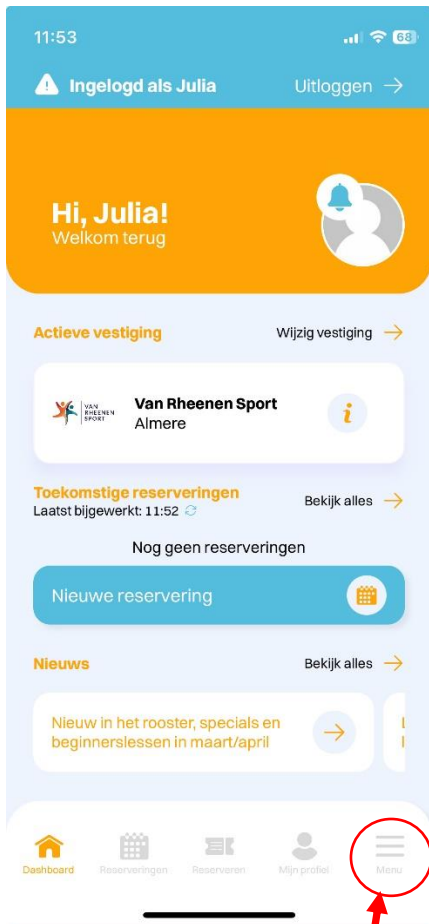 11:53
68
Ingelogd als Julia
Uitloggen
Hi, Julia!
Welkom terug
Actieve vestiging
Wijzig vestiging
VAN
RHEENEN
SPORT
Van Rheenen Sport
Almere
i
Toekomstige reserveringen
Bekijk alles
Laatst bijgewerkt: 11:52
Nog geen reserveringen
Nieuwe reservering
Nieuws
Bekijk alles
Nieuw in het rooster, specials en
beginnerslessen in maart/april
Dashboard
Reserveringen
Reserveren
Mijn profiel
Menu